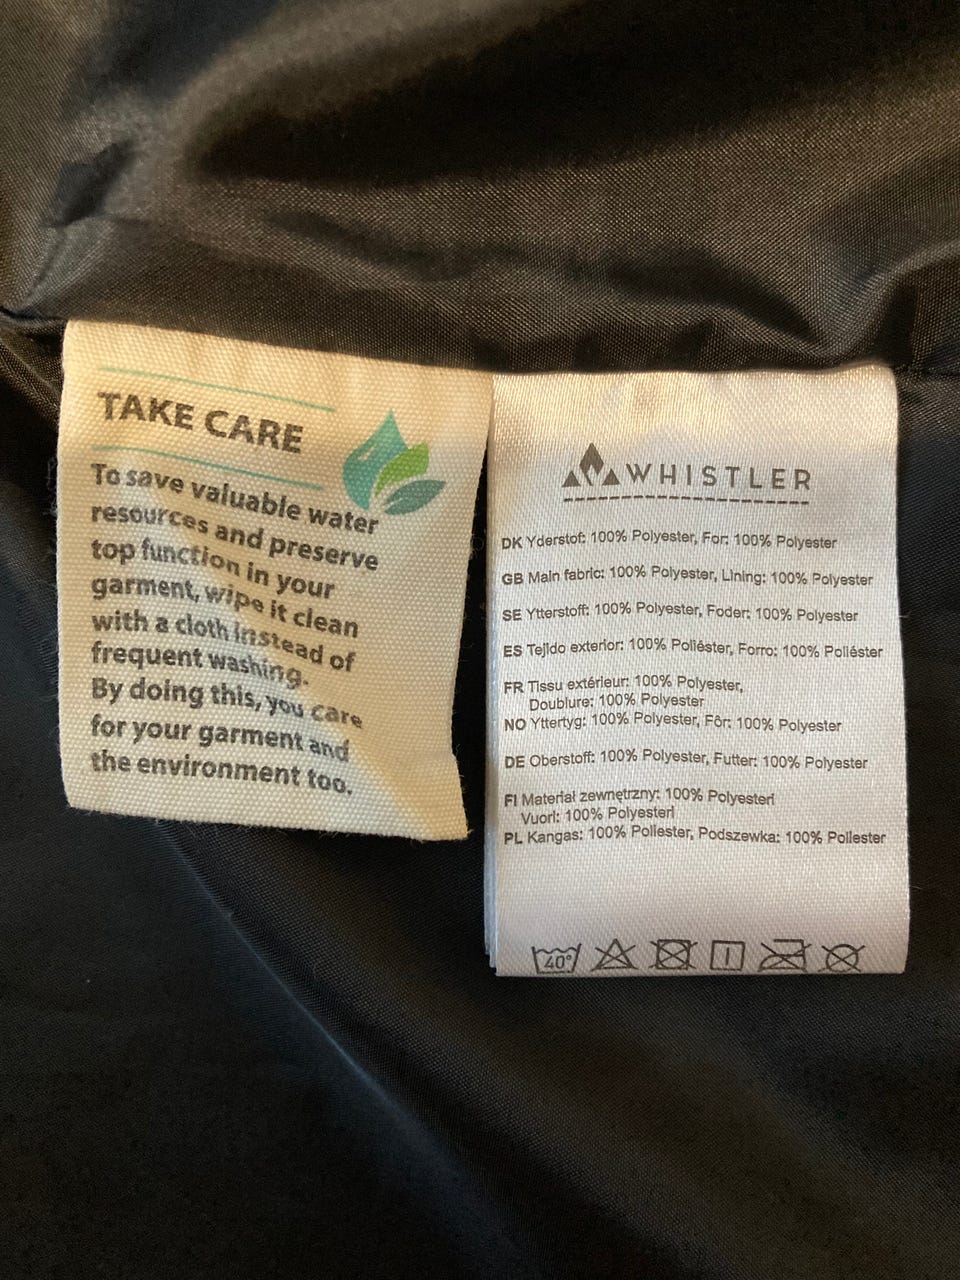 TAKE CARE
To save valuable water
resources and preserve
top function in your
garment, wipe it clean
with a cloth instead of
frequent washing.
By doing this, you care
for your garment and
the environment too.
WHISTLER
DK Yderstof: 100% Polyester, For: 100% Polyester
GB Main fabric: 100% Polyester, Lining: 100% Polyester
SE Ytterstoff: 100% Polyester, Foder: 100% Polyester
ES Tejido exterior: 100% Poliéster, Forro: 100% Poliéster
FR Tissu extérieur: 100% Polyester,
Doublure: 100% Polyester
NO Yttertyg: 100% Polyester, Fôr: 100% Polyester
DE Oberstoff: 100% Polyester, Futter: 100% Polyester
FI Materiał zewnętrzny: 100% Polyesteri
Vuori: 100% Polyesteri
PL Kangas: 100% Poliester, Podszewka: 100% Poliester
40°